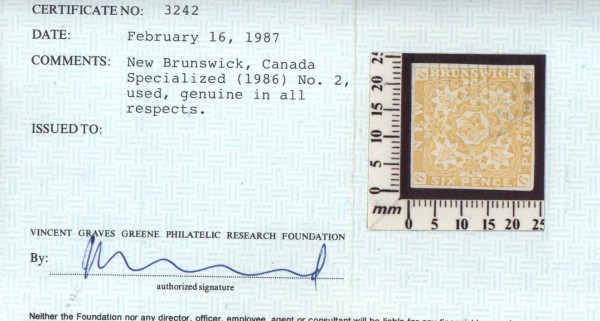 CERTIFICATE NO: 3242
DATE: February 16, 1987
COMMENTS: New Brunswick, Canada
Specialized (1986) No. 2,
used, genuine in all
respects.
ISSUED TO:
VINCENT GRAVES GREENE PHILATELIC RESEARCH FOUNDATION
By:
authorized signature
Neither the Foundation nor any director, officer, employee, agent or consultant will be liable for any
BRUNSWICK
NEW
POSTAGE
SIX PENCE
25
20
15
10
5
0
mm 0 5 10 15 20 25